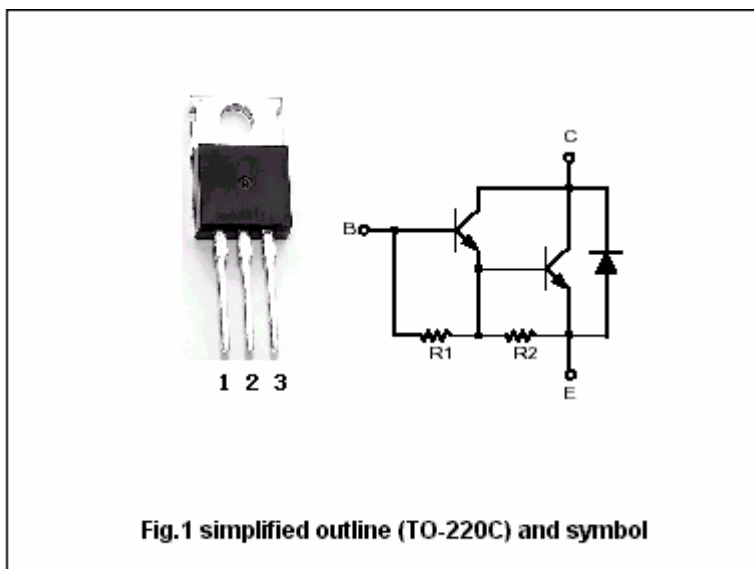 C
B
R1 R2
E
1 2 3
Fig.1 simplified outline (TO-220C) and symbol